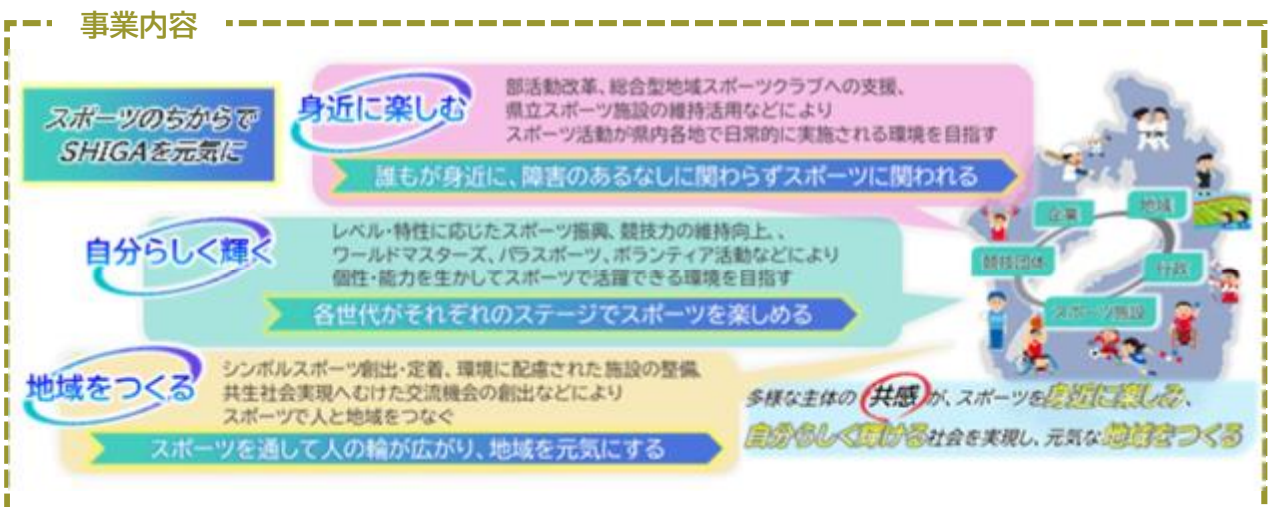 事業内容
スポーツのちからで
SHIGAを元気に
身近に楽しむ
部活動改革、総合型地域スポーツクラブへの支援、
県立スポーツ施設の維持活用などにより
スポーツ活動が県内各地で日常的に実施される環境を目指す
誰もが身近に、障害のあるなしに関わらずスポーツに関われる
自分らしく輝く
レベル・特性に応じたスポーツ振興、競技力の維持向上、、
ワールドマスターズ、パラスポーツ、ボランティア活動などにより
個性・能力を生かしてスポーツで活躍できる環境を目指す
各世代がそれぞれのステージでスポーツを楽しめる
地域をつくる
シンボルスポーツ創出・定着、環境に配慮された施設の整備、
共生社会実現へむけた交流機会の創出などにより
スポーツで人と地域をつなぐ
スポーツを通して人の輪が広がり、地域を元気にする
企業
地域
競技団体
行政
スポーツ施設
多様な主体の共感が、スポーツを身近に楽しみ、
自分らしく輝ける社会を実現し、元気な地域をつくる